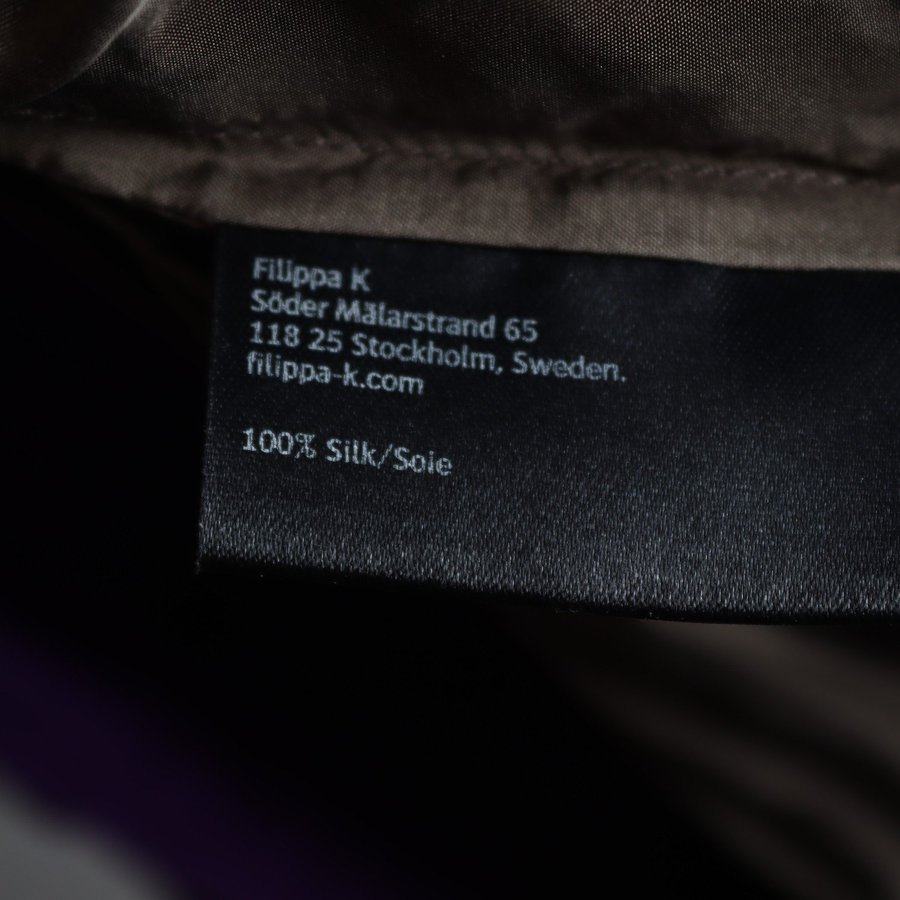 Filippa K
Söder Mälarstrand 65
118 25 Stockholm, Sweden.
filippa-k.com
100% Silk/Soie